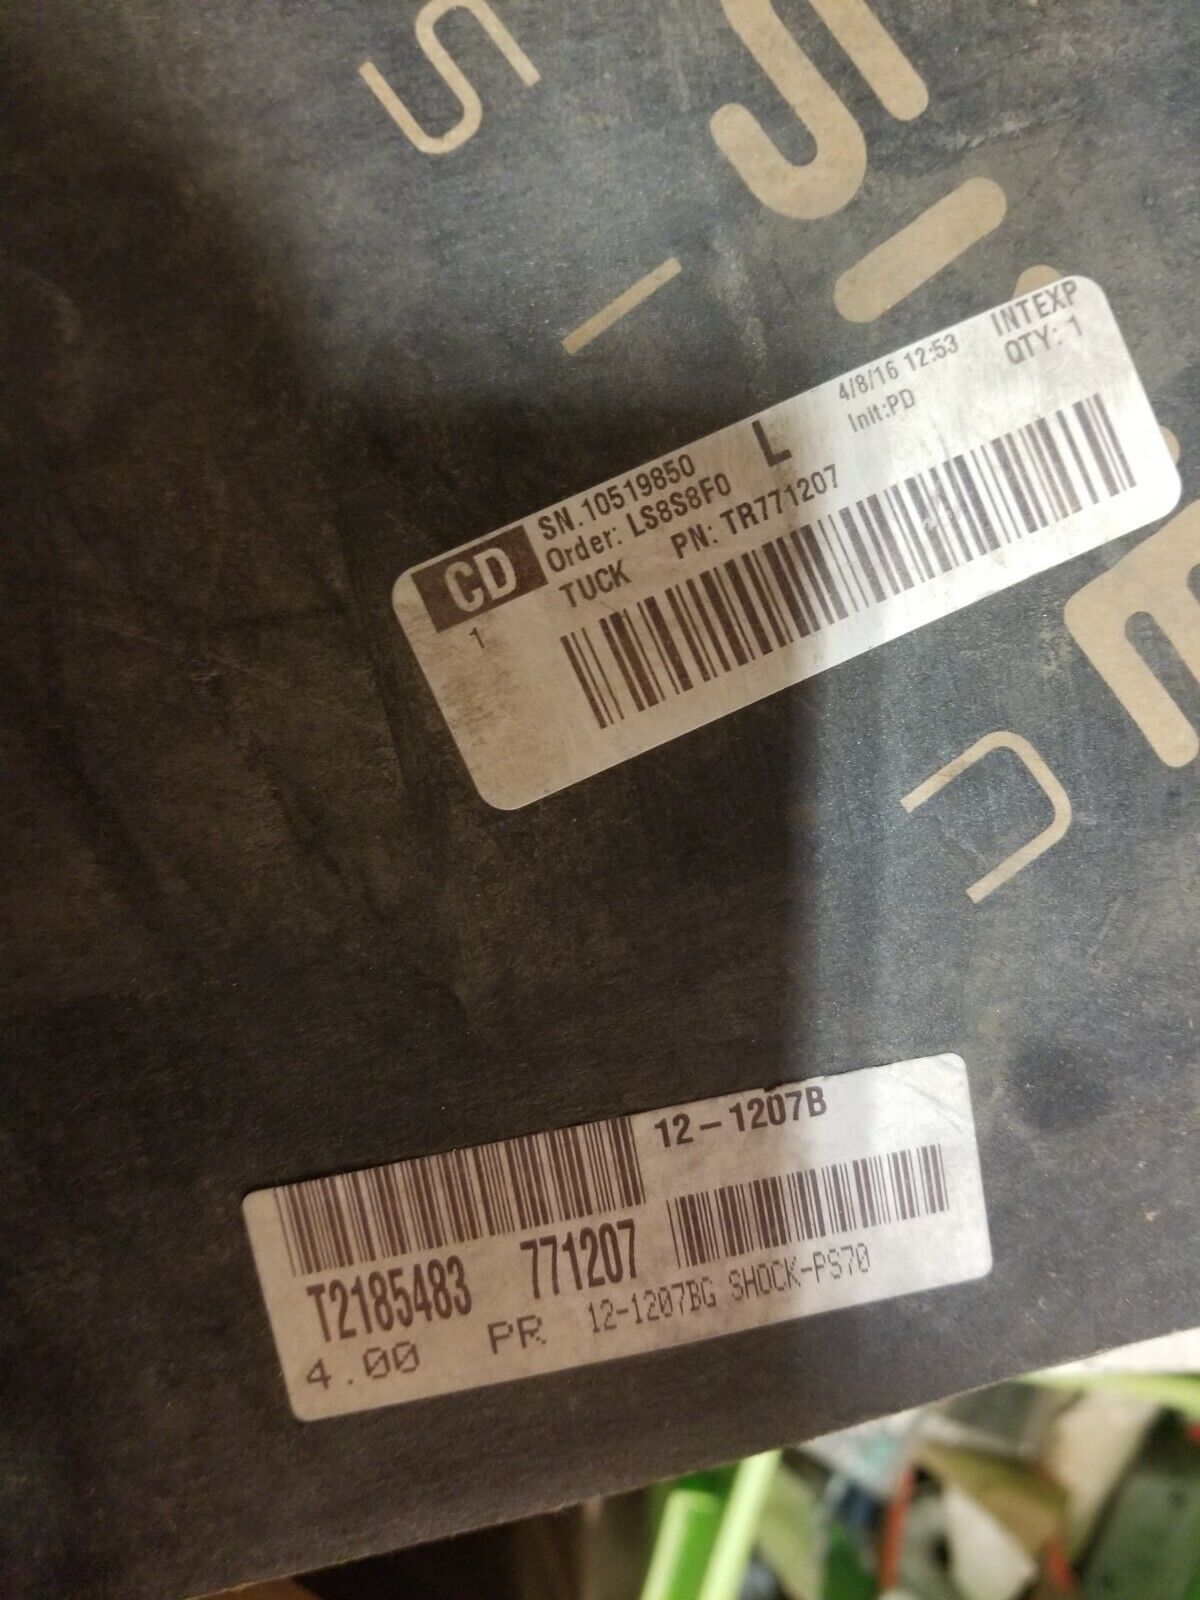 S
CD
1
SN.10519850
Order: LS8S8F0
TUCK PN: TR771207
L
4/8/16 12:53
Init:PD
INTEXP
QTY: 1
12-1207B
T2185483 771207
4.00 PR 12-1207BG SHOCK-PS70